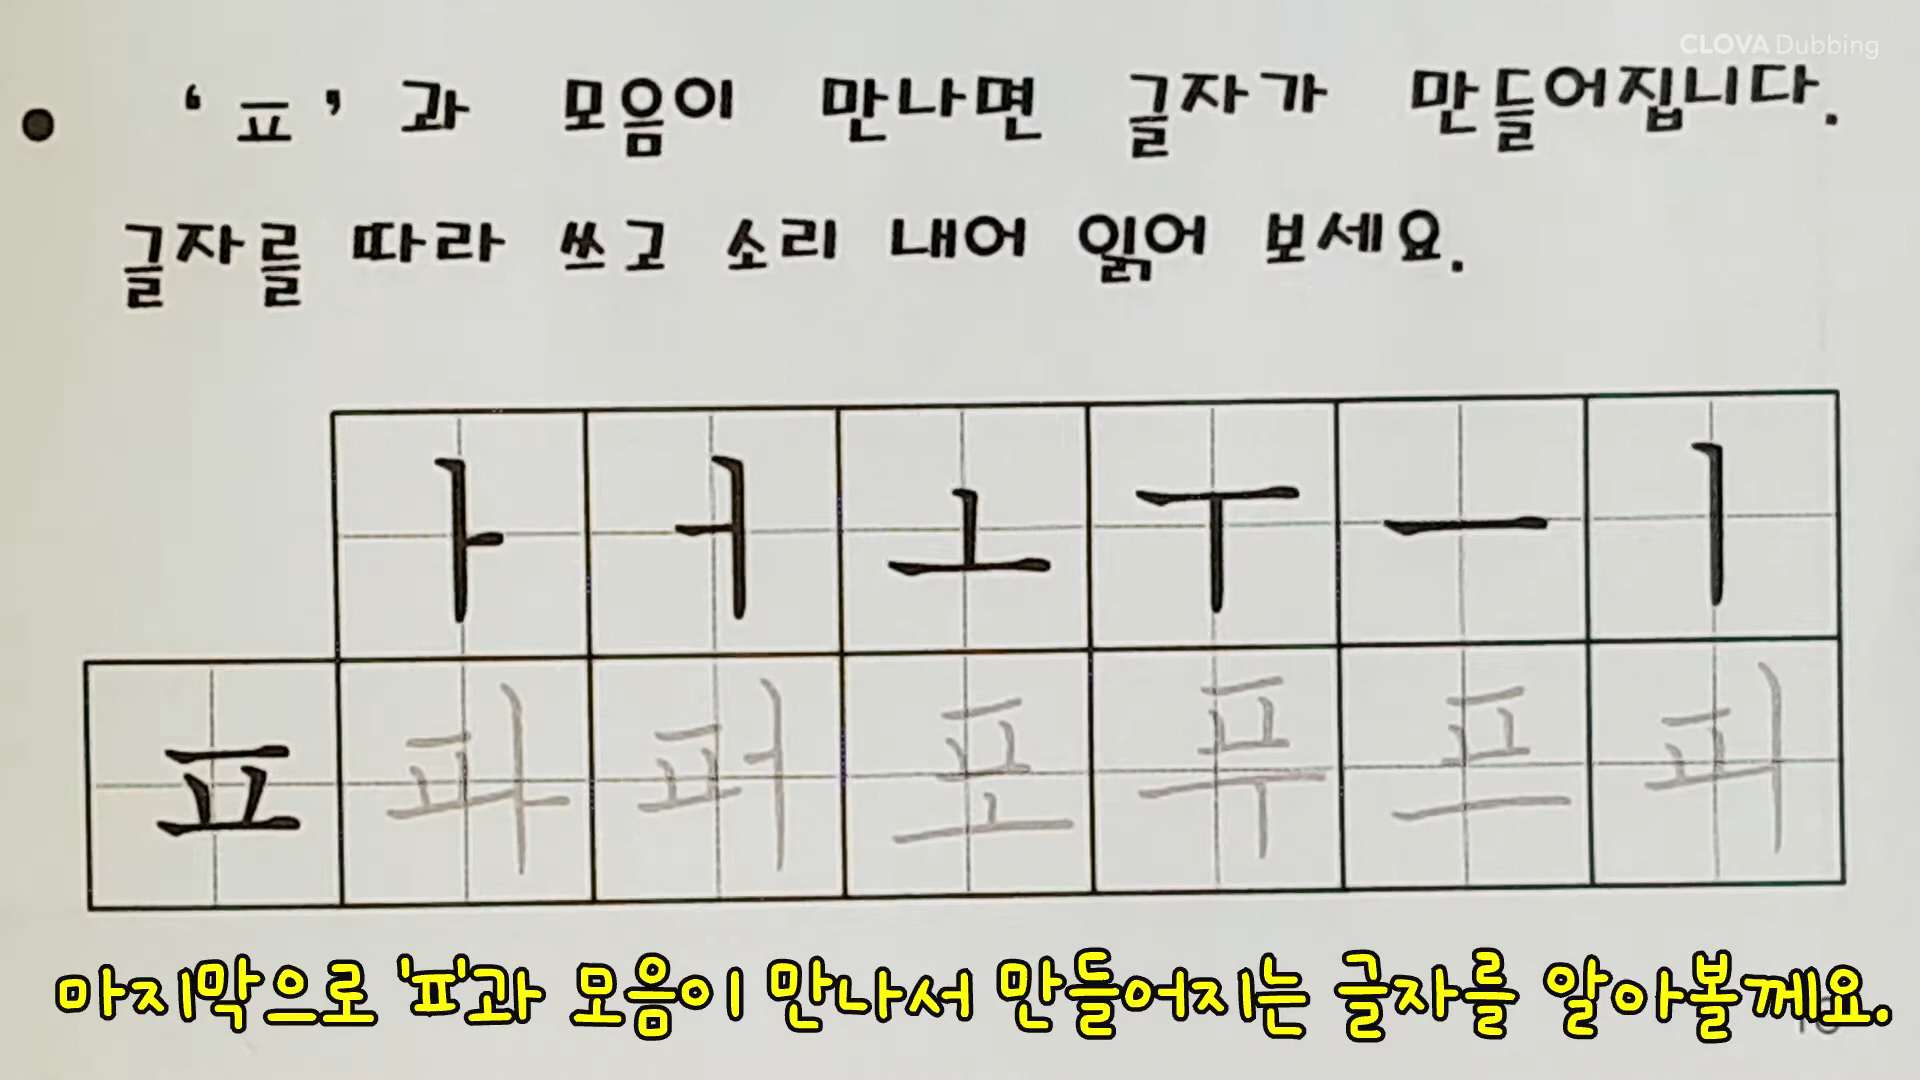 CLOVA Dubbing
● ‘ㅍ’과 모음이 만나면 글자가 만들어집니다.
글자를 따라 쓰고 소리 내어 읽어 보세요.
ㅏ ㅓ ㅗ ㅜ ㅡ ㅣ
ㅍ 파 퍼 포 푸 프 피
마지막으로 'ㅍ'과 모음이 만나서 만들어지는 글자를 알아볼께요.